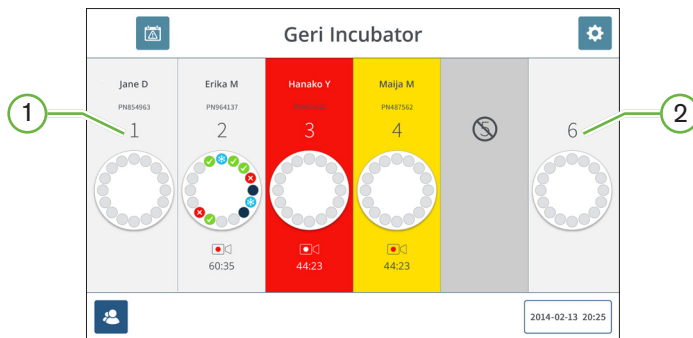 Geri Incubator
Jane D
Erika M
Hanako Y
Maija M
PN854963
PN964137
PN487562
1
1
2
3
4
5
6
2
60:35
44:23
44:23
2014-02-13 20:25